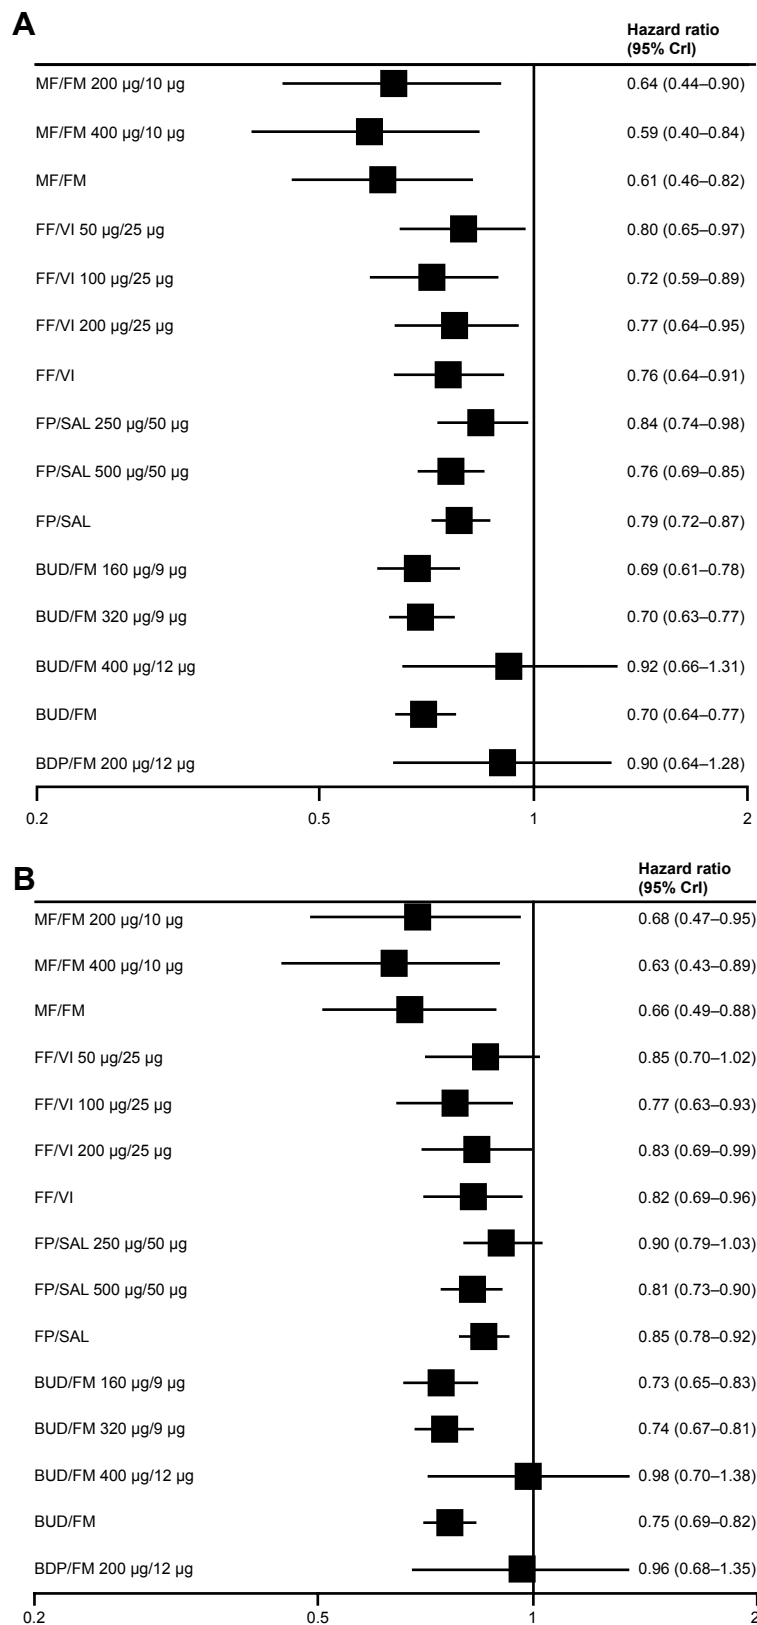 A
Hazard ratio
(95% CrI)
MF/FM 200 µg/10 µg 0.64 (0.44–0.90)
MF/FM 400 µg/10 µg 0.59 (0.40–0.84)
MF/FM 0.61 (0.46–0.82)
FF/VI 50 µg/25 µg 0.80 (0.65–0.97)
FF/VI 100 µg/25 µg 0.72 (0.59–0.89)
FF/VI 200 µg/25 µg 0.77 (0.64–0.95)
FF/VI 0.76 (0.64–0.91)
FP/SAL 250 µg/50 µg 0.84 (0.74–0.98)
FP/SAL 500 µg/50 µg 0.76 (0.69–0.85)
FP/SAL 0.79 (0.72–0.87)
BUD/FM 160 µg/9 µg 0.69 (0.61–0.78)
BUD/FM 320 µg/9 µg 0.70 (0.63–0.77)
BUD/FM 400 µg/12 µg 0.92 (0.66–1.31)
BUD/FM 0.70 (0.64–0.77)
BDP/FM 200 µg/12 µg 0.90 (0.64–1.28)
0.2 0.5 1 2
B
Hazard ratio
(95% CrI)
MF/FM 200 µg/10 µg 0.68 (0.47–0.95)
MF/FM 400 µg/10 µg 0.63 (0.43–0.89)
MF/FM 0.66 (0.49–0.88)
FF/VI 50 µg/25 µg 0.85 (0.70–1.02)
FF/VI 100 µg/25 µg 0.77 (0.63–0.93)
FF/VI 200 µg/25 µg 0.83 (0.69–0.99)
FF/VI 0.82 (0.69–0.96)
FP/SAL 250 µg/50 µg 0.90 (0.79–1.03)
FP/SAL 500 µg/50 µg 0.81 (0.73–0.90)
FP/SAL 0.85 (0.78–0.92)
BUD/FM 160 µg/9 µg 0.73 (0.65–0.83)
BUD/FM 320 µg/9 µg 0.74 (0.67–0.81)
BUD/FM 400 µg/12 µg 0.98 (0.70–1.38)
BUD/FM 0.75 (0.69–0.82)
BDP/FM 200 µg/12 µg 0.96 (0.68–1.35)
0.2 0.5 1 2